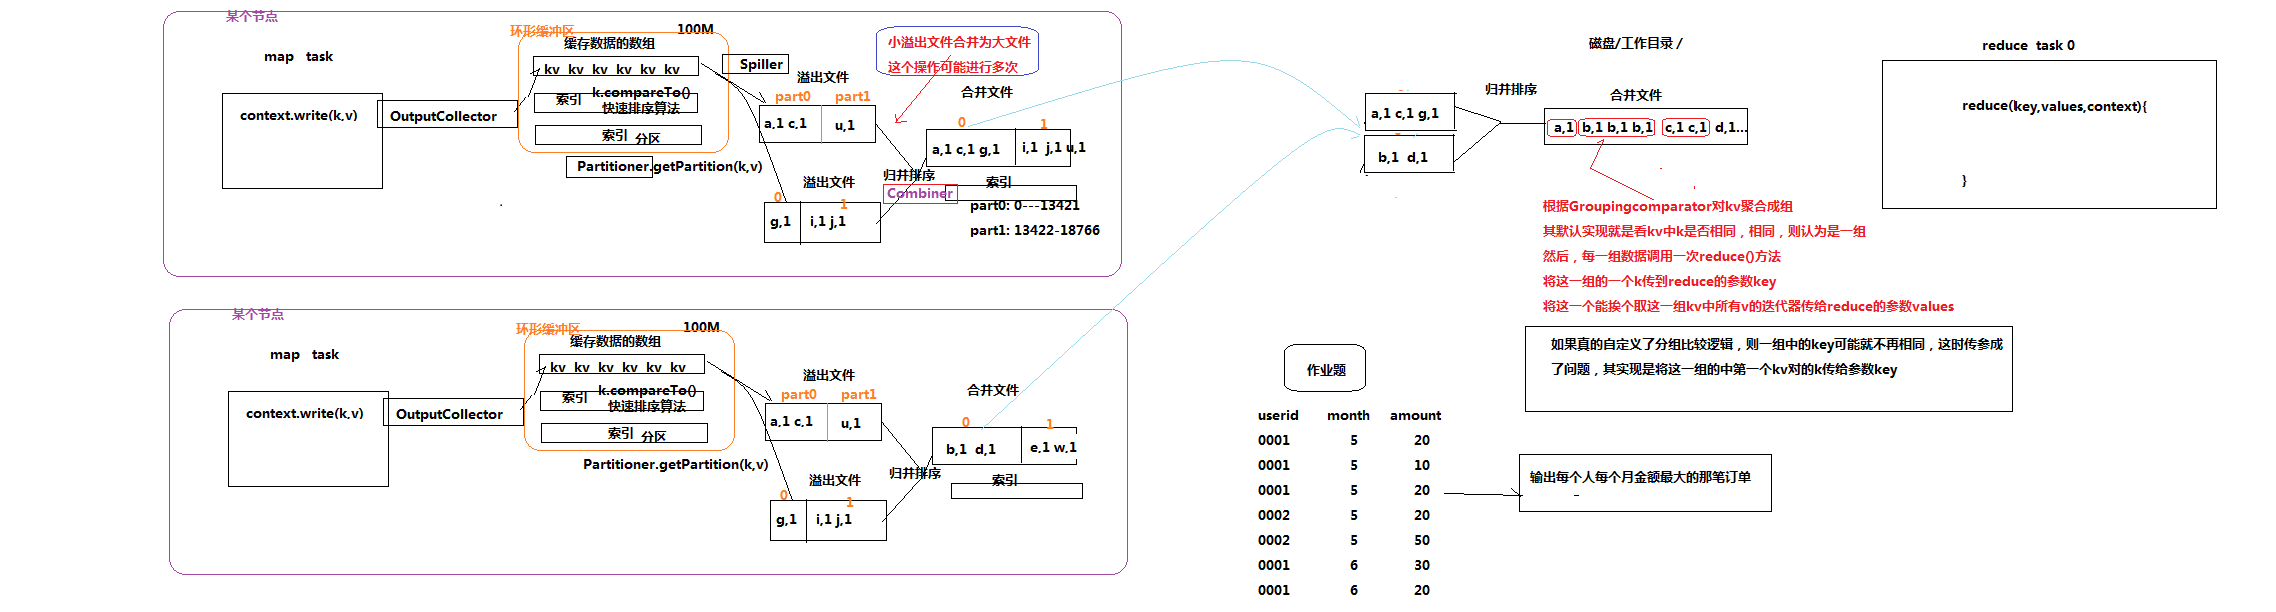 某个节点
map task
context.write(k,v)
OutputCollector
环形缓冲区
100M
缓存数据的数组
kv kv kv kv kv kv
索引
k.compareTo()
快速排序算法
索引
分区
Partitioner.getPartition(k,v)
Spiller
溢出文件
part0 part1
a,1 c,1
u,1
溢出文件
0
1
g,1
i,1 j,1
小溢出文件合并为大文件
这个操作可能进行多次
归并排序
Combiner
合并文件
0
1
a,1 c,1 g,1
i,1 j,1 u,1
索引
part0: 0---13421
part1: 13422-18766
某个节点
map task
context.write(k,v)
OutputCollector
环形缓冲区
100M
缓存数据的数组
kv kv kv kv kv kv
索引
k.compareTo()
快速排序算法
索引
分区
Partitioner.getPartition(k,v)
溢出文件
part0 part1
a,1 c,1
u,1
溢出文件
0
1
g,1
i,1 j,1
归并排序
合并文件
0
1
b,1 d,1
e,1 w,1
索引
磁盘/工作目录 /
a,1 c,1 g,1
b,1 d,1
归并排序
合并文件
a,1 b,1 b,1 b,1 c,1 c,1 d,1...
根据Groupingcomparator对kv聚合成组
其默认实现就是看kv中k是否相同，相同，则认为是一组
然后，每一组数据调用一次reduce()方法
将这一组的一个k传到reduce的参数key
将这一个能挨个取这一组kv中所有v的迭代器传给reduce的参数values
如果真的自定义了分组比较逻辑，则一组中的key可能就不再相同，这时传参成
了问题，其实现是将这一组的中第一个kv对的k传给参数key
reduce task 0
reduce(key,values,context){
}
作业题
userid month amount
0001 5 20
0001 5 10
0001 5 20
0002 5 20
0002 5 50
0001 6 30
0001 6 20
输出每个人每个月金额最大的那笔订单